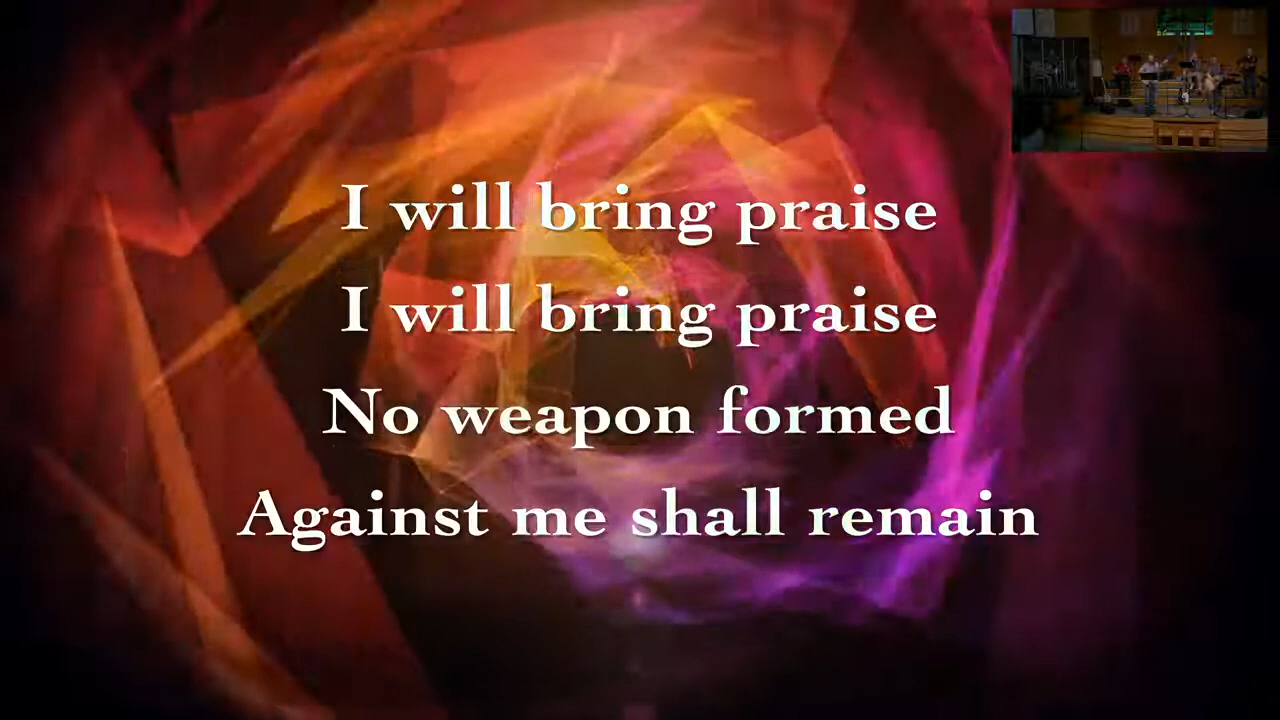 I will bring praise
I will bring praise
No weapon formed
Against me shall remain